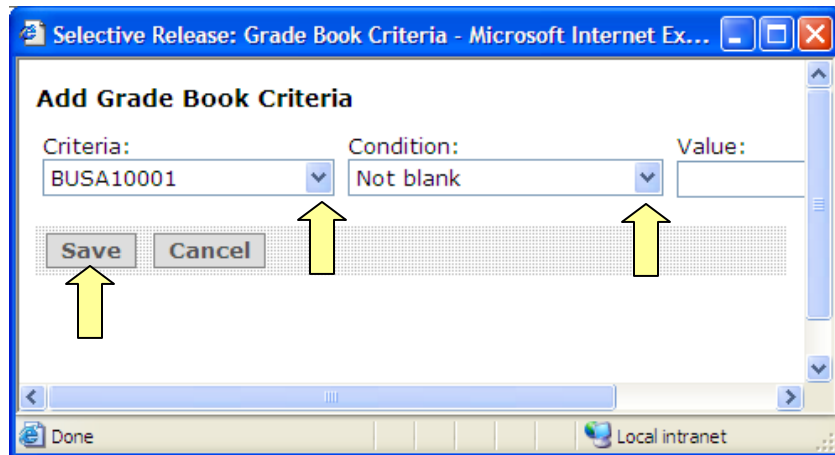 Selective Release: Grade Book Criteria - Microsoft Internet Ex...
Add Grade Book Criteria
Criteria: Condition: Value:
BUSA10001 Not blank
Save Cancel
Done Local intranet